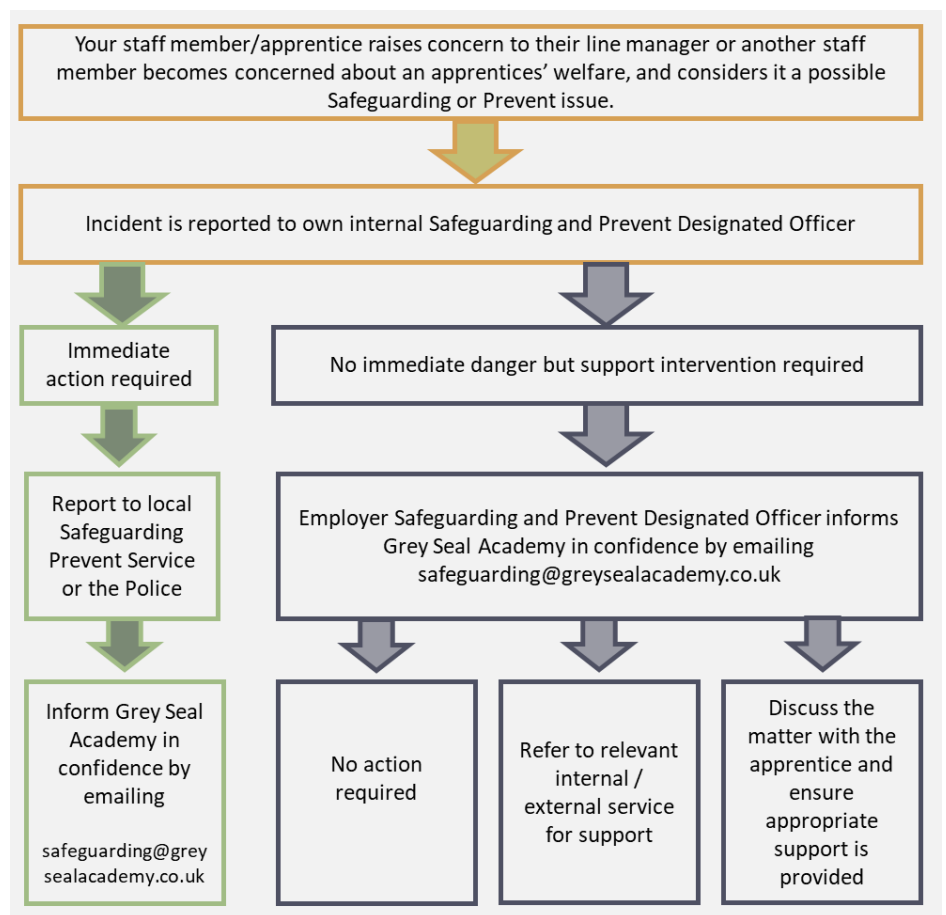 Your staff member/apprentice raises concern to their line manager or another staff
member becomes concerned about an apprentices’ welfare, and considers it a possible
Safeguarding or Prevent issue.
Incident is reported to own internal Safeguarding and Prevent Designated Officer
Immediate
action required
No immediate danger but support intervention required
Report to local
Safeguarding
Prevent Service
or the Police
Employer Safeguarding and Prevent Designated Officer informs
Grey Seal Academy in confidence by emailing
safeguarding@greysealacademy.co.uk
Inform Grey Seal
Academy in
confidence by
emailing
safeguarding@grey
sealacademy.co.uk
No action
required
Refer to relevant
internal /
external service
for support
Discuss the
matter with the
apprentice and
ensure
appropriate
support is
provided